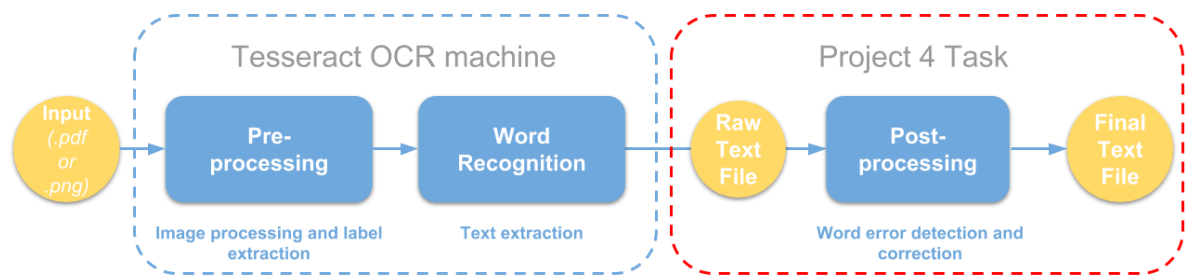 Tesseract OCR machine
Project 4 Task
Input
(.pdf
or
.png)
Pre-
processing
Word
Recognition
Raw
Text
File
Post-
processing
Final
Text
File
Image processing and label
extraction
Text extraction
Word error detection and
correction